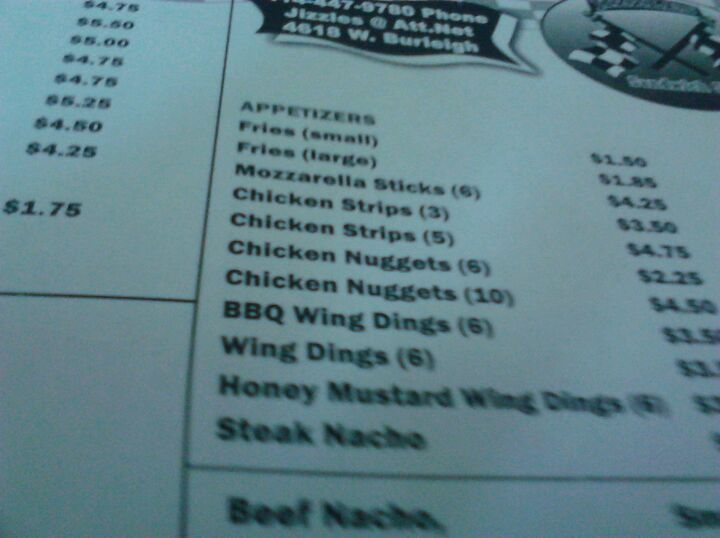 $4.75
$5.50
$5.00
$4.75
$4.75
$5.25
$4.50
$4.25
$1.75
447-9780 Phone
Jizzles @ Att.Net
4618 W. Burleigh
Sandwich
APPETIZERS
Fries (small) $1.50
Fries (large) $1.85
Mozzarella Sticks (6) $4.25
Chicken Strips (3) $3.50
Chicken Strips (5) $4.75
Chicken Nuggets (6) $2.25
Chicken Nuggets (10) $4.50
BBQ Wing Dings (6)
Wing Dings (6)
Honey Mustard Wing Dings (6)
Steak Nacho
Beef Nacho.